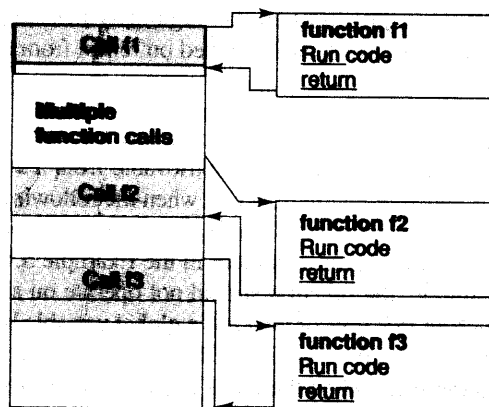 Call f1
Multiple
function calls
Call f2
Call f3
function f1
Run code
return
function f2
Run code
return
function f3
Run code
return